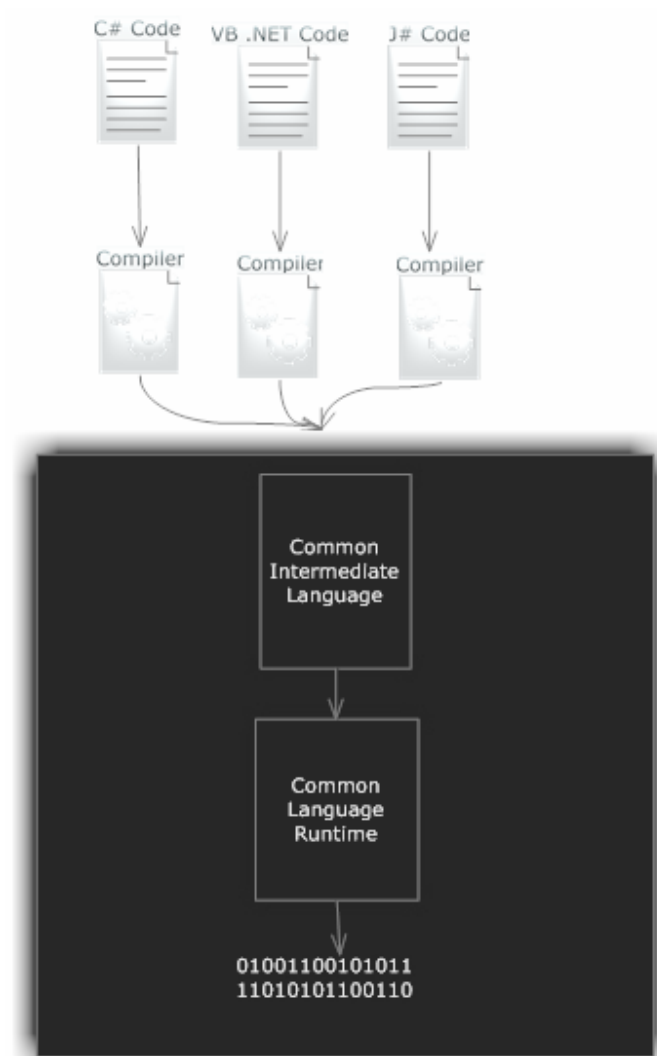 C# Code
VB .NET Code
J# Code
Compiler
Compiler
Compiler
Common
Intermediate
Language
Common
Language
Runtime
01001100101011
11010101100110